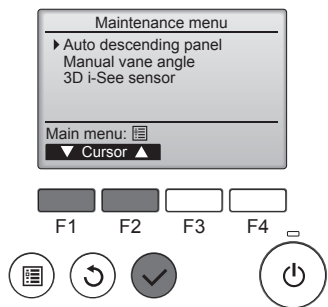 Maintenance menu
Auto descending panel
Manual vane angle
3D i-See sensor
Main menu:
▼ Cursor ▲
F1 F2 F3 F4